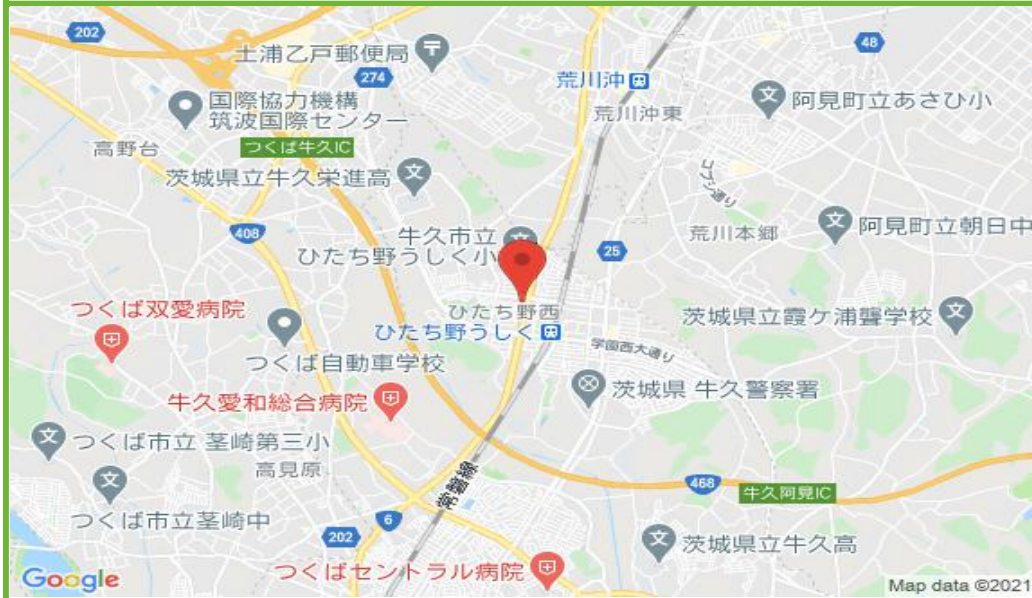 202
土浦乙戸郵便局
48
274
荒川沖
国際協力機構
筑波国際センター
荒川沖東
阿見町立あさひ小
高野台
つくば牛久IC
茨城県立牛久栄進高
コブシ通り
408
牛久市立
ひたち野うしく小
25
荒川本郷
阿見町立朝日中
つくば双愛病院
ひたち野西
ひたち野うしく
茨城県立霞ケ浦聾学校
つくば自動車学校
学園西大通り
牛久愛和総合病院
茨城県 牛久警察署
つくば市立 茎崎第三小
高見原
常磐線
468
牛久阿見IC
つくば市立茎崎中
6
202
つくばセントラル病院
茨城県立牛久高
Google
Map data ©2021